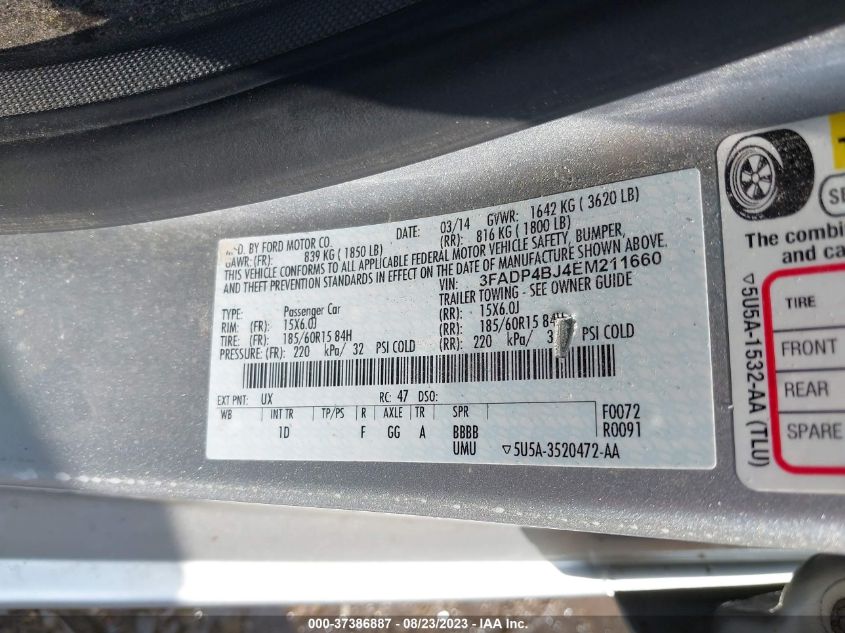 MFD. BY FORD MOTOR CO. DATE: 03/14 GVWR: 1642 KG ( 3620 LB)
GAWR: (FR): 839 KG ( 1850 LB) (RR): 816 KG ( 1800 LB)
THIS VEHICLE CONFORMS TO ALL APPLICABLE FEDERAL MOTOR VEHICLE SAFETY, BUMPER,
AND THEFT PREVENTION STANDARDS IN EFFECT ON THE DATE OF MANUFACTURE SHOWN ABOVE.
VIN: 3FADP4BJ4EM211660
TYPE: Passenger Car TRAILER TOWING - SEE OWNER GUIDE
RIM: (FR): 15X6.0J (RR): 15X6.0J
TIRE: (FR): 185/60R15 84H (RR): 185/60R15 84H
PRESSURE: (FR): 220 kPa/ 32 PSI COLD (RR): 220 kPa/ PSI COLD
EXT PNT: UX RC: 47 DSO:
WB INT TR TP/PS R AXLE TR SPR F0072
1D F GG A BBBB R0091
UMU ▽5U5A-3520472-AA
The combin
and ca
▽5U5A-1532-AA (TLU)
TIRE
FRONT
REAR
SPARE
000-37386887 - 08/23/2023 - © IAA Holdings, LLC.